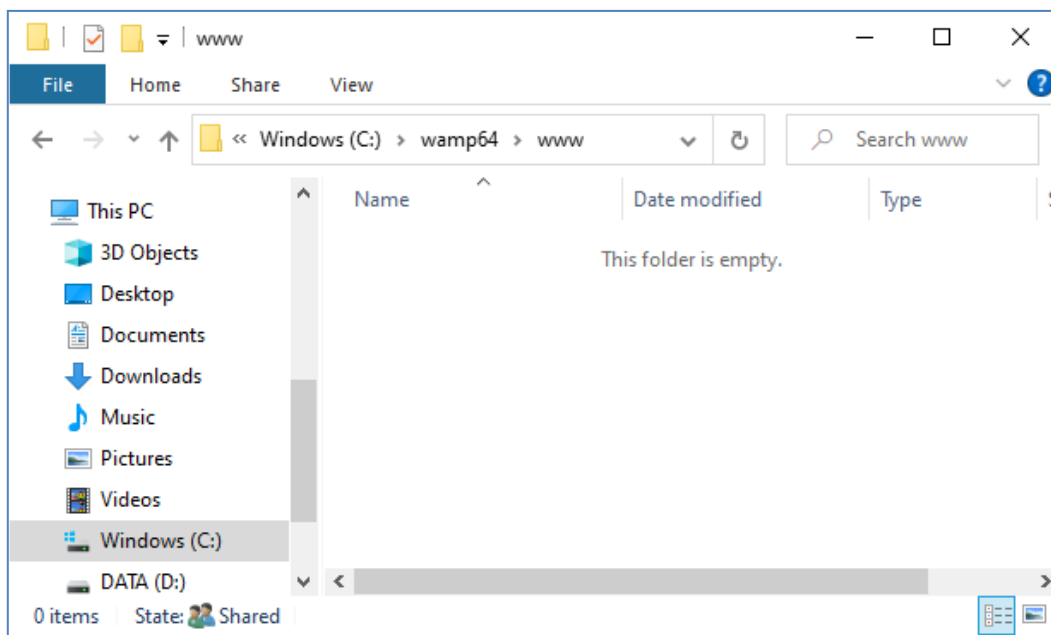 www
File Home Share View ?
« Windows (C:) > wamp64 > www Search www
Name Date modified Type
This folder is empty.
This PC
3D Objects
Desktop
Documents
Downloads
Music
Pictures
Videos
Windows (C:)
DATA (D:)
0 items State: Shared